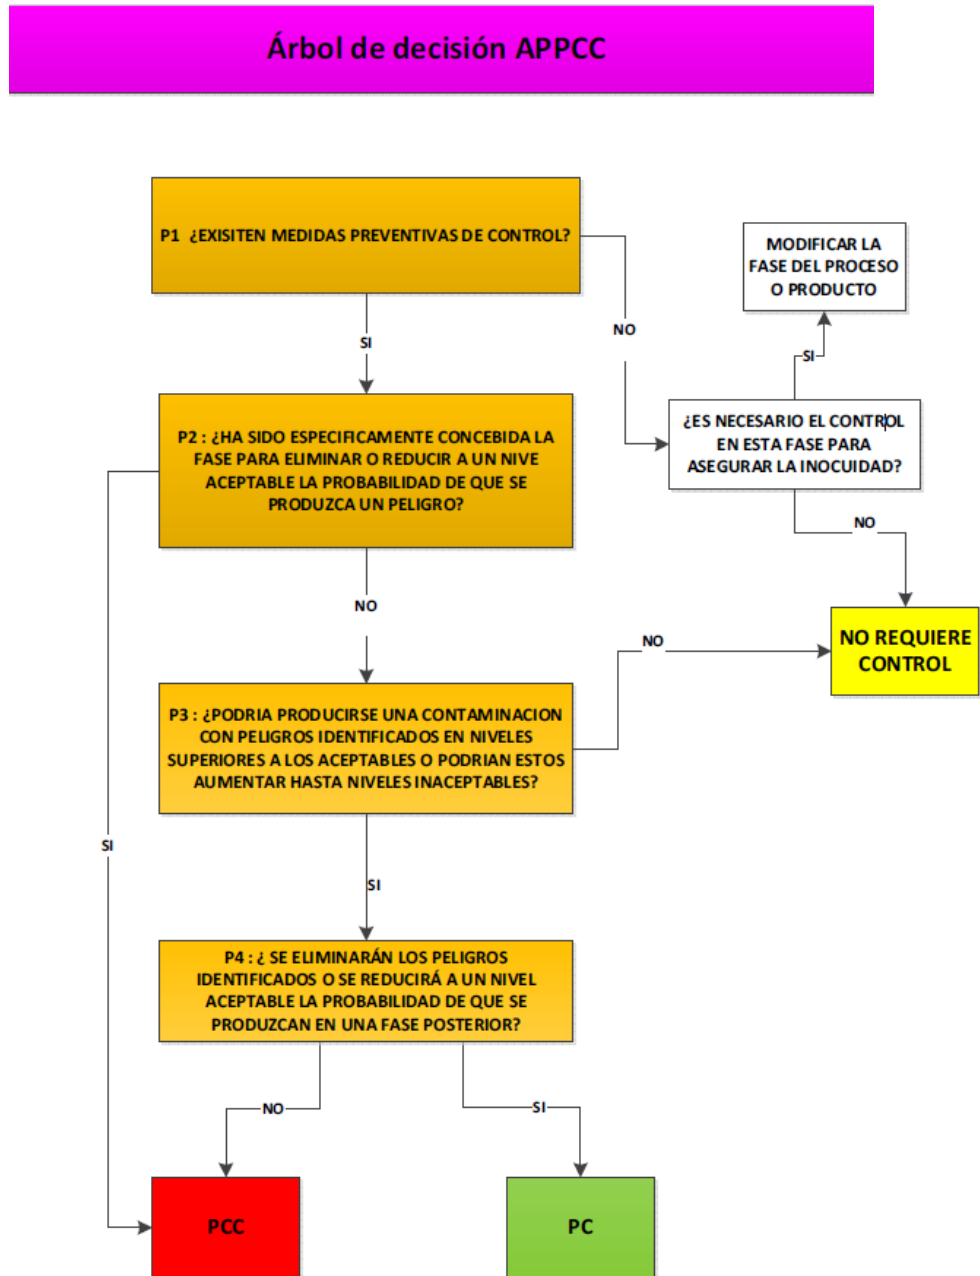 Árbol de decisión APPCC
P1 ¿EXISITEN MEDIDAS PREVENTIVAS DE CONTROL?
MODIFICAR LA
FASE DEL PROCESO
O PRODUCTO
NO
SI
SI
¿ES NECESARIO EL CONTROL
EN ESTA FASE PARA
ASEGURAR LA INOCUIDAD?
P2 : ¿HA SIDO ESPECIFICAMENTE CONCEBIDA LA
FASE PARA ELIMINAR O REDUCIR A UN NIVE
ACEPTABLE LA PROBABILIDAD DE QUE SE
PRODUZCA UN PELIGRO?
NO
NO
NO REQUIERE
CONTROL
NO
P3 : ¿PODRIA PRODUCIRSE UNA CONTAMINACION
CON PELIGROS IDENTIFICADOS EN NIVELES
SUPERIORES A LOS ACEPTABLES O PODRIAN ESTOS
AUMENTAR HASTA NIVELES INACEPTABLES?
SI
SI
P4 : ¿ SE ELIMINARÁN LOS PELIGROS
IDENTIFICADOS O SE REDUCIRÁ A UN NIVEL
ACEPTABLE LA PROBABILIDAD DE QUE SE
PRODUZCAN EN UNA FASE POSTERIOR?
NO
SI
PCC
PC